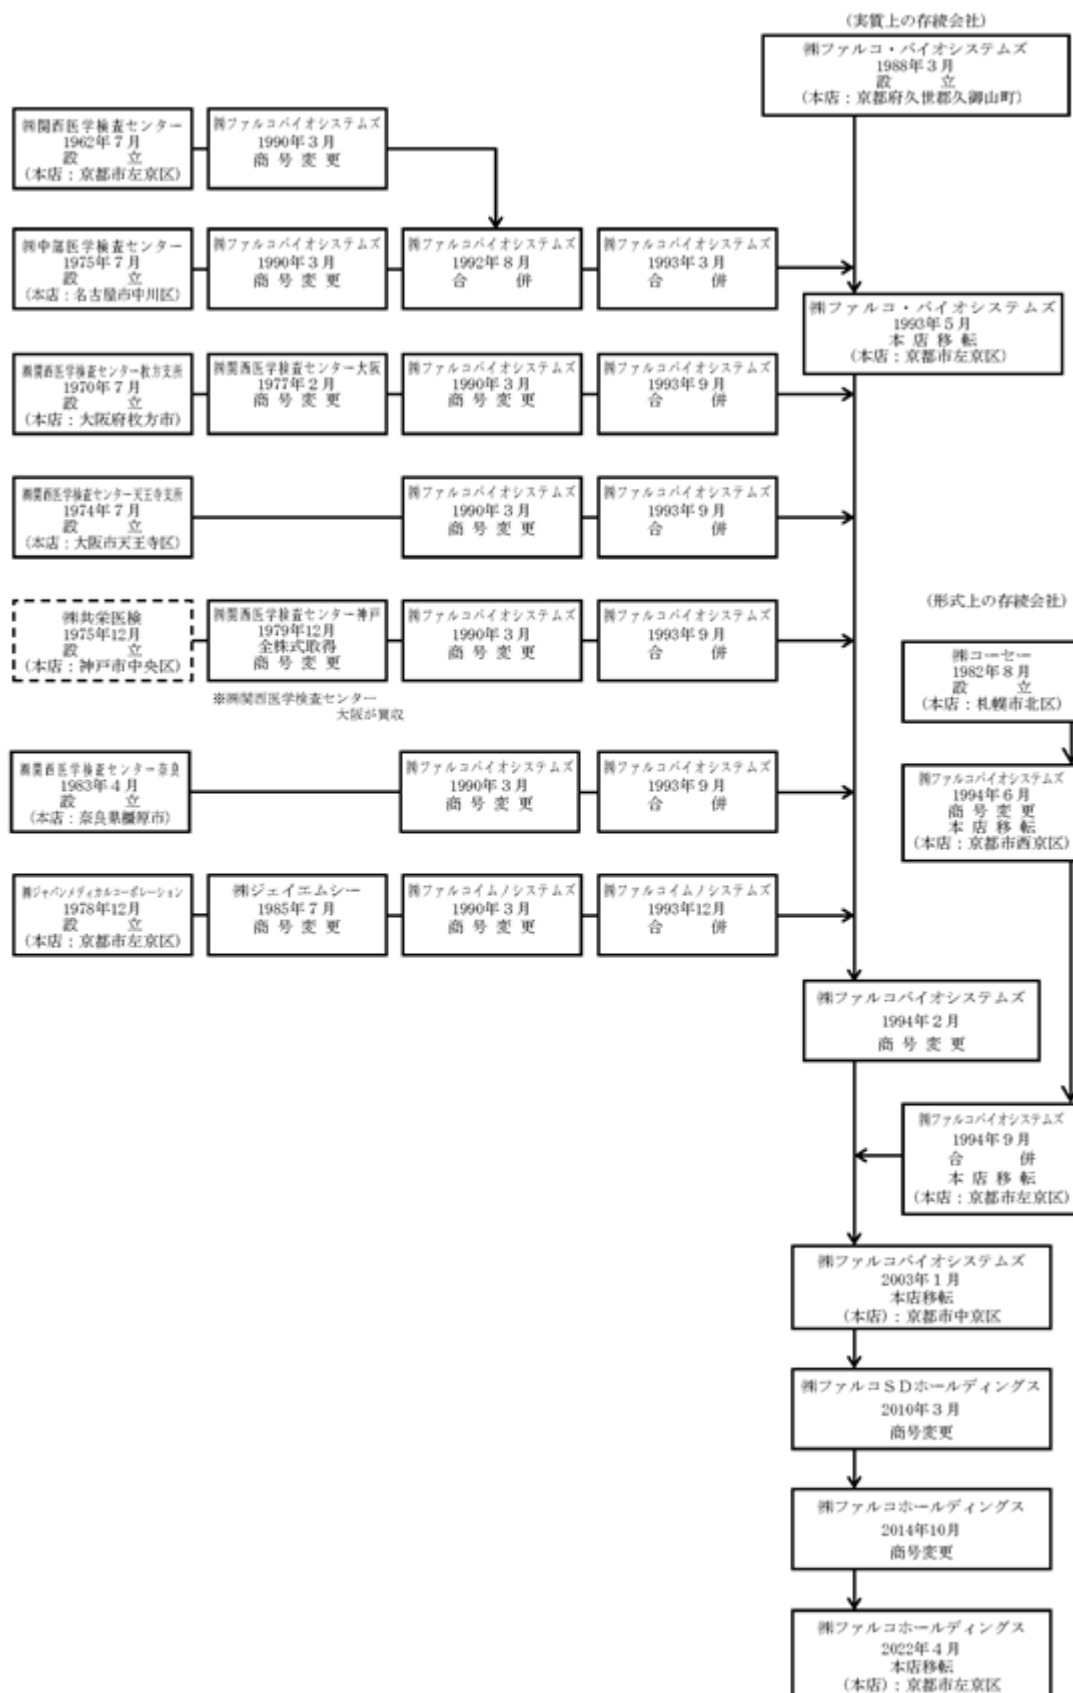 (実質上の存続会社)
㈱ファルコ・バイオシステムズ
1988年3月
設　　立
(本店：京都府久世郡久御山町)
㈱関西医学検査センター
1962年7月
設　　立
(本店：京都市左京区)
㈱ファルコバイオシステムズ
1990年3月
商号変更
㈱中部医学検査センター
1975年7月
設　　立
(本店：名古屋市中川区)
㈱ファルコバイオシステムズ
1990年3月
商号変更
㈱ファルコバイオシステムズ
1992年8月
合　　併
㈱ファルコバイオシステムズ
1993年3月
合　　併
㈱ファルコ・バイオシステムズ
1993年5月
本店移転
(本店：京都市左京区)
㈱関西医学検査センター枚方支所
1970年7月
設　　立
(本店：大阪府枚方市)
㈱関西医学検査センター大阪
1977年2月
商号変更
㈱ファルコバイオシステムズ
1990年3月
商号変更
㈱ファルコバイオシステムズ
1993年9月
合　　併
㈱関西医学検査センター天王寺支所
1974年7月
設　　立
(本店：大阪市天王寺区)
㈱ファルコバイオシステムズ
1990年3月
商号変更
㈱ファルコバイオシステムズ
1993年9月
合　　併
㈱共栄医検
1975年12月
設　　立
(本店：神戸市中央区)
㈱関西医学検査センター神戸
1979年12月
全株式取得
商号変更
※㈱関西医学検査センター
大阪が買収
㈱ファルコバイオシステムズ
1990年3月
商号変更
㈱ファルコバイオシステムズ
1993年9月
合　　併
(形式上の存続会社)
㈱コーセー
1982年8月
設　　立
(本店：札幌市北区)
㈱関西医学検査センター奈良
1983年4月
設　　立
(本店：奈良県橿原市)
㈱ファルコバイオシステムズ
1990年3月
商号変更
㈱ファルコバイオシステムズ
1993年9月
合　　併
㈱ファルコバイオシステムズ
1994年6月
商号変更
本店移転
(本店：京都市西京区)
㈱ジャパンメディカルコーポレーション
1978年12月
設　　立
(本店：京都市左京区)
㈱ジェイエムシー
1985年7月
商号変更
㈱ファルコイムノシステムズ
1990年3月
商号変更
㈱ファルコイムノシステムズ
1993年12月
合　　併
㈱ファルコバイオシステムズ
1994年2月
商号変更
㈱ファルコバイオシステムズ
1994年9月
合　　併
本店移転
(本店：京都市左京区)
㈱ファルコバイオシステムズ
2003年1月
本店移転
(本店)：京都市中京区
㈱ファルコＳＤホールディングス
2010年3月
商号変更
㈱ファルコホールディングス
2014年10月
商号変更
㈱ファルコホールディングス
2022年4月
本店移転
(本店)：京都市左京区